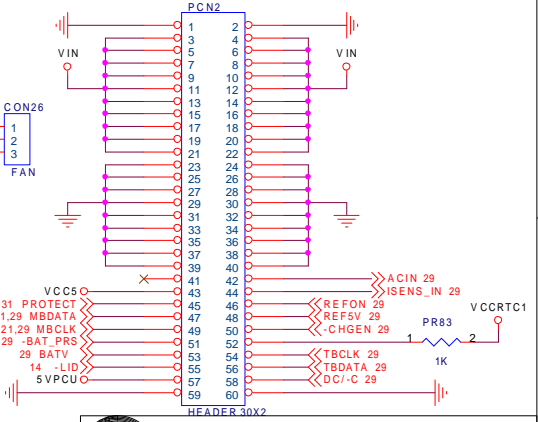 PCN2
1 2
3 4
5 6
VIN 7 8 VIN
9 10
11 12
13 14
CON26 15 16
1 17 18
2 19 20
3 21 22
FAN 23 24
25 26
27 28
29 30
31 32
33 34
35 36
37 38
39 40
41 42 ACIN 29
VCC5 43 44 ISENS_IN 29
31 PROTECT 45 46 REFON 29 VCCRTC1
1,29 MBDATA 47 48 REF5V 29
21,29 MBCLK 49 50 -CHGEN 29 PR83
29 -BAT_PRS 51 52 1 2
29 BATV 53 54 TBCLK 29 1K
14 -LID 55 56 TBDATA 29
5VPCU 57 58 DC/-C 29
59 60
HEADER 30X2